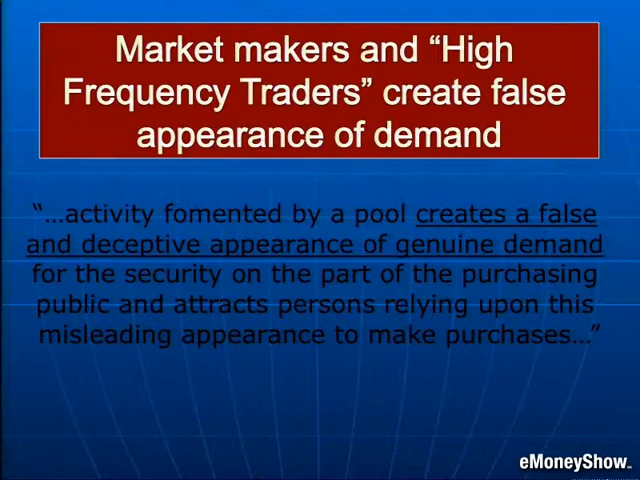 Market makers and “High
Frequency Traders” create false
appearance of demand
“…activity fomented by a pool creates a false
and deceptive appearance of genuine demand
for the security on the part of the purchasing
public and attracts persons relying upon this
misleading appearance to make purchases…”
eMoneyShow